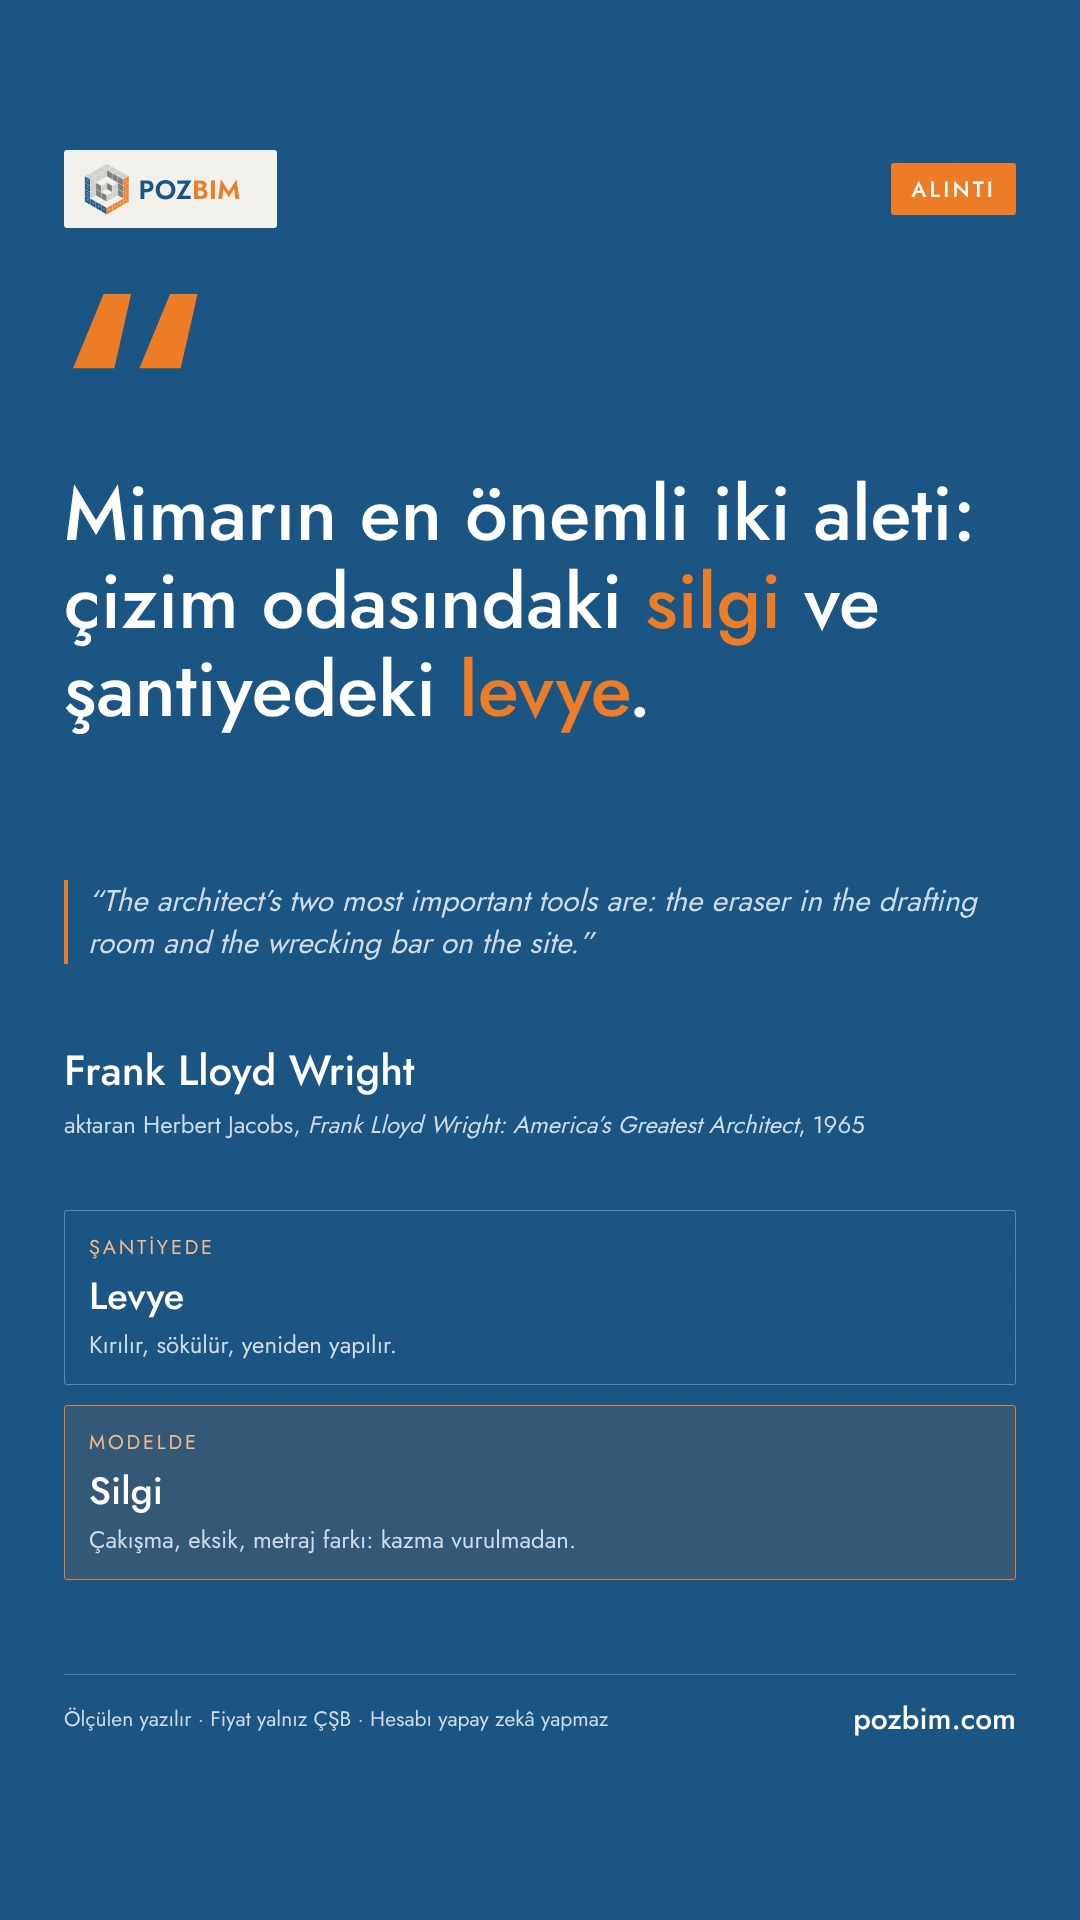 POZBIM
ALINTI
“
Mimarın en önemli iki aleti:
çizim odasındaki silgi ve
şantiyedeki levye.
“The architect’s two most important tools are: the eraser in the drafting
room and the wrecking bar on the site.”
Frank Lloyd Wright
aktaran Herbert Jacobs, Frank Lloyd Wright: America’s Greatest Architect, 1965
ŞANTİYEDE
Levye
Kırılır, sökülür, yeniden yapılır.
MODELDE
Silgi
Çakışma, eksik, metraj farkı: kazma vurulmadan.
Ölçülen yazılır · Fiyat yalnız ÇŞB · Hesabı yapay zekâ yapmaz
pozbim.com